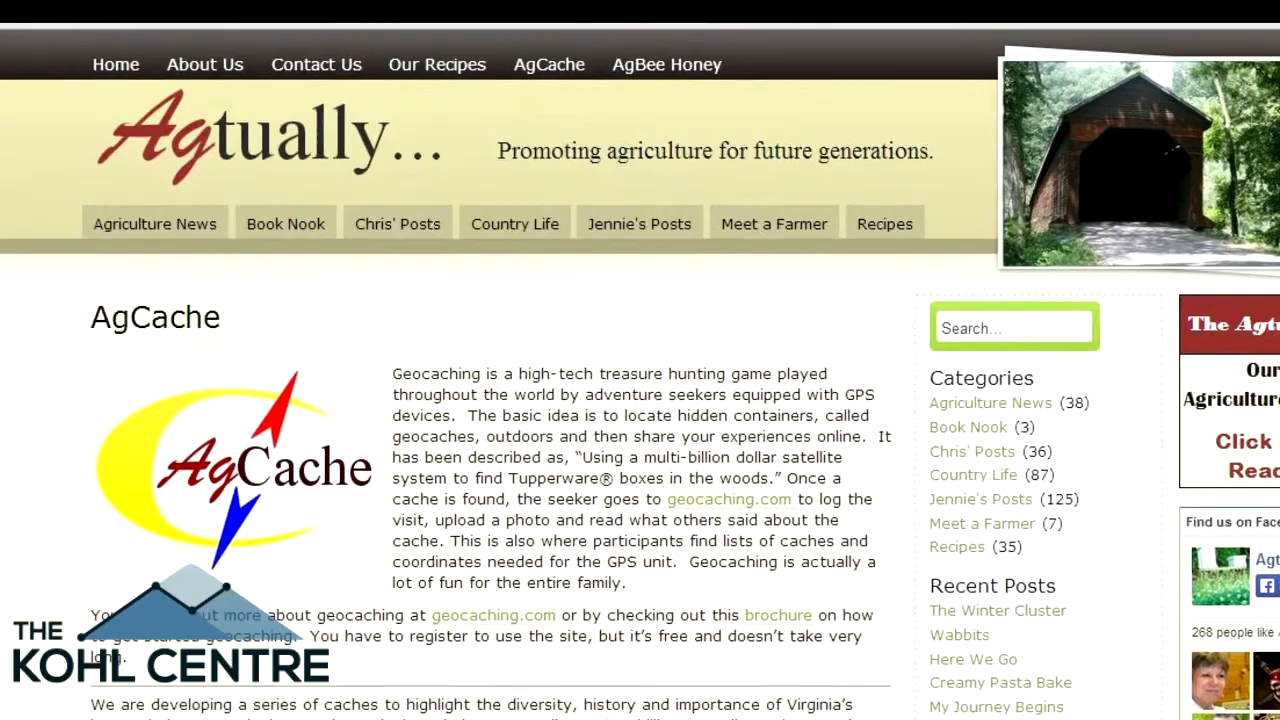 Home About Us Contact Us Our Recipes AgCache AgBee Honey
Agtually...
Promoting agriculture for future generations.
Agriculture News Book Nook Chris' Posts Country Life Jennie's Posts Meet a Farmer Recipes
AgCache
AgCache
Geocaching is a high-tech treasure hunting game played
throughout the world by adventure seekers equipped with GPS
devices. The basic idea is to locate hidden containers, called
geocaches, outdoors and then share your experiences online. It
has been described as, “Using a multi-billion dollar satellite
system to find Tupperware® boxes in the woods.” Once a
cache is found, the seeker goes to geocaching.com to log the
visit, upload a photo and read what others said about the
cache. This is also where participants find lists of caches and
coordinates needed for the GPS unit. Geocaching is actually a
lot of fun for the entire family.
more about geocaching at geocaching.com or by checking out this brochure on how
to get started geocaching. You have to register to use the site, but it’s free and doesn’t take very
long.
We are developing a series of caches to highlight the diversity, history and importance of Virginia’s
THE
KOHL CENTRE
Search...
Categories
Agriculture News (38)
Book Nook (3)
Chris' Posts (36)
Country Life (87)
Jennie's Posts (125)
Meet a Farmer (7)
Recipes (35)
Recent Posts
The Winter Cluster
Wabbits
Here We Go
Creamy Pasta Bake
My Journey Begins
The
Our
Click
Find us on
268 people like